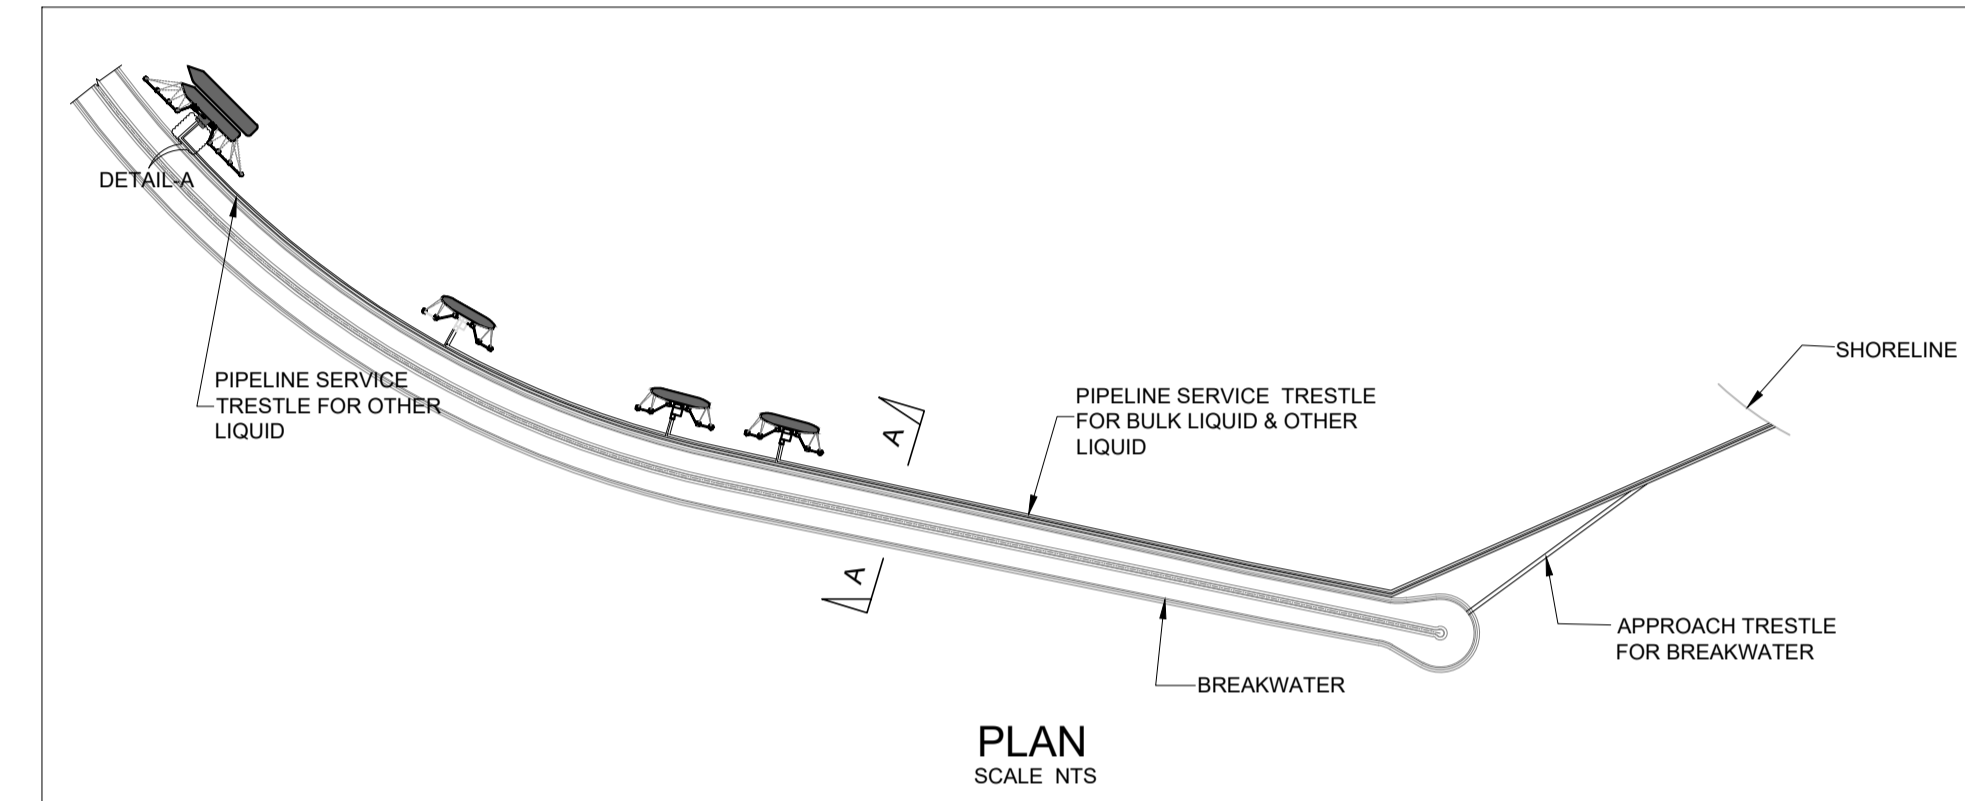 DETAIL-A
PIPELINE SERVICE
TRESTLE FOR OTHER
LIQUID
A
A
PIPELINE SERVICE TRESTLE
FOR BULK LIQUID & OTHER
LIQUID
SHORELINE
APPROACH TRESTLE
FOR BREAKWATER
BREAKWATER
PLAN
SCALE NTS